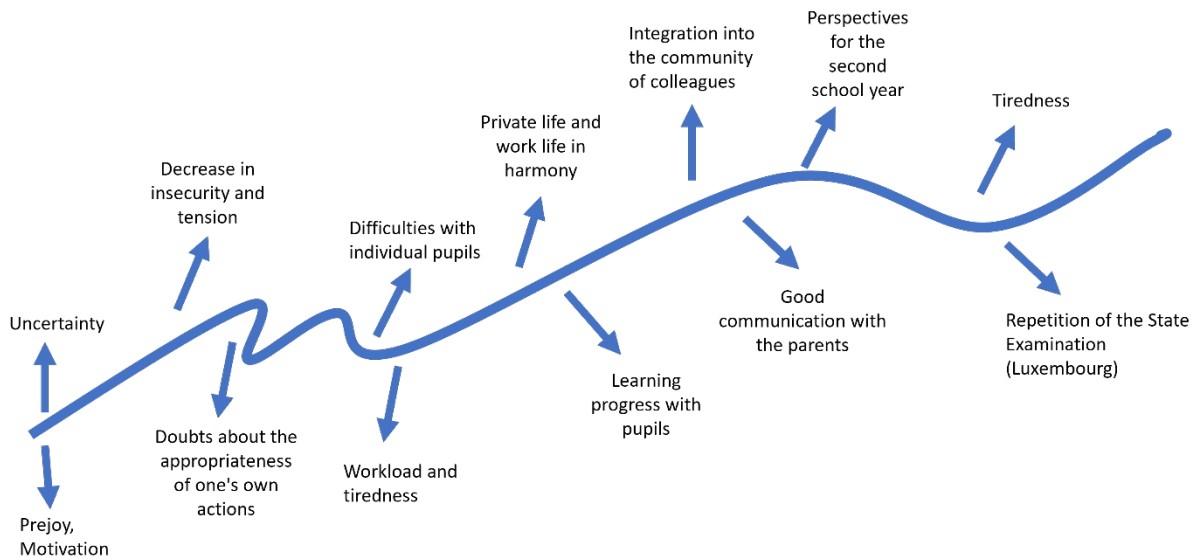 Uncertainty
Prejoy,
Motivation
Decrease in
insecurity and
tension
Doubts about the
appropriateness
of one's own
actions
Difficulties with
individual pupils
Workload and
tiredness
Private life and
work life in
harmony
Learning
progress with
pupils
Integration into
the community
of colleagues
Good
communication with
the parents
Perspectives
for the
second
school year
Tiredness
Repetition of the State
Examination
(Luxembourg)